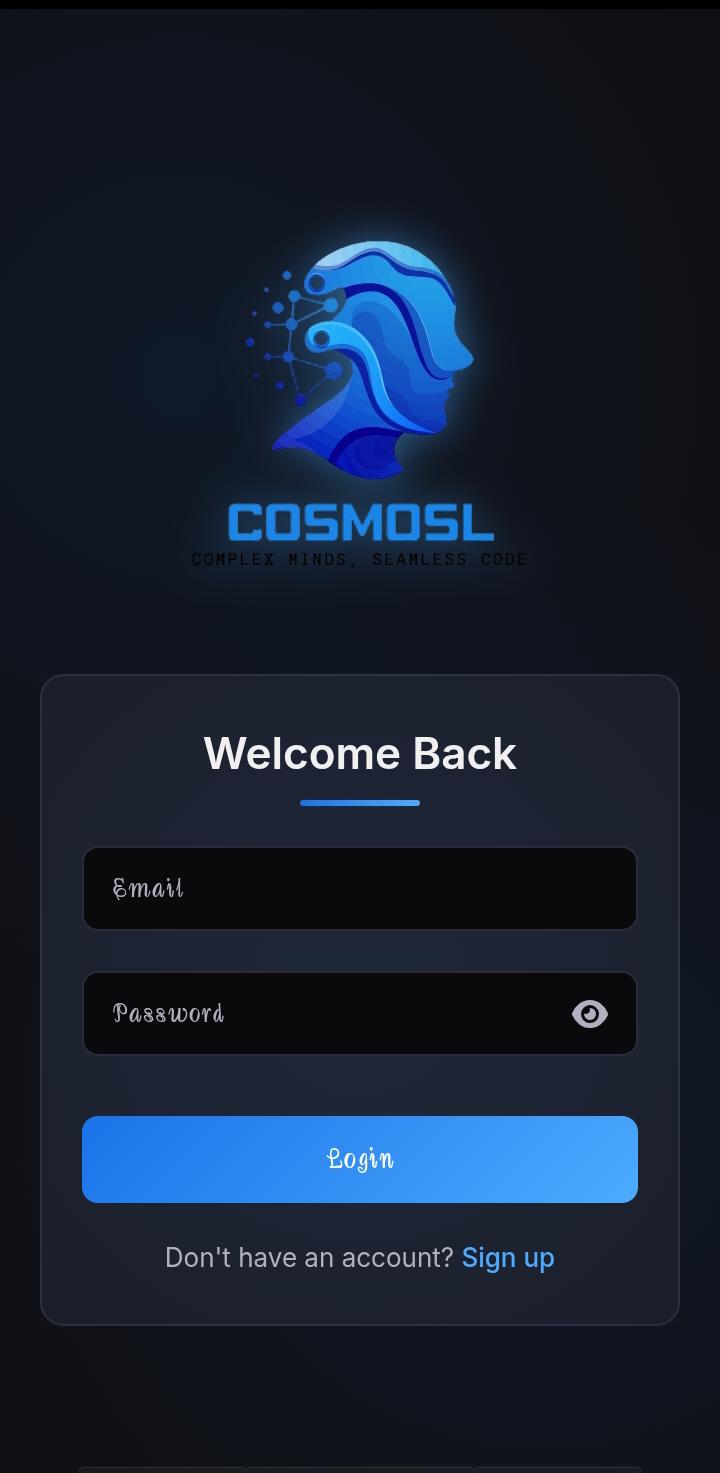 COSMOSL
COMPLEX MINDS, SEAMLESS CODE
Welcome Back
Email
Password
Login
Don't have an account? Sign up